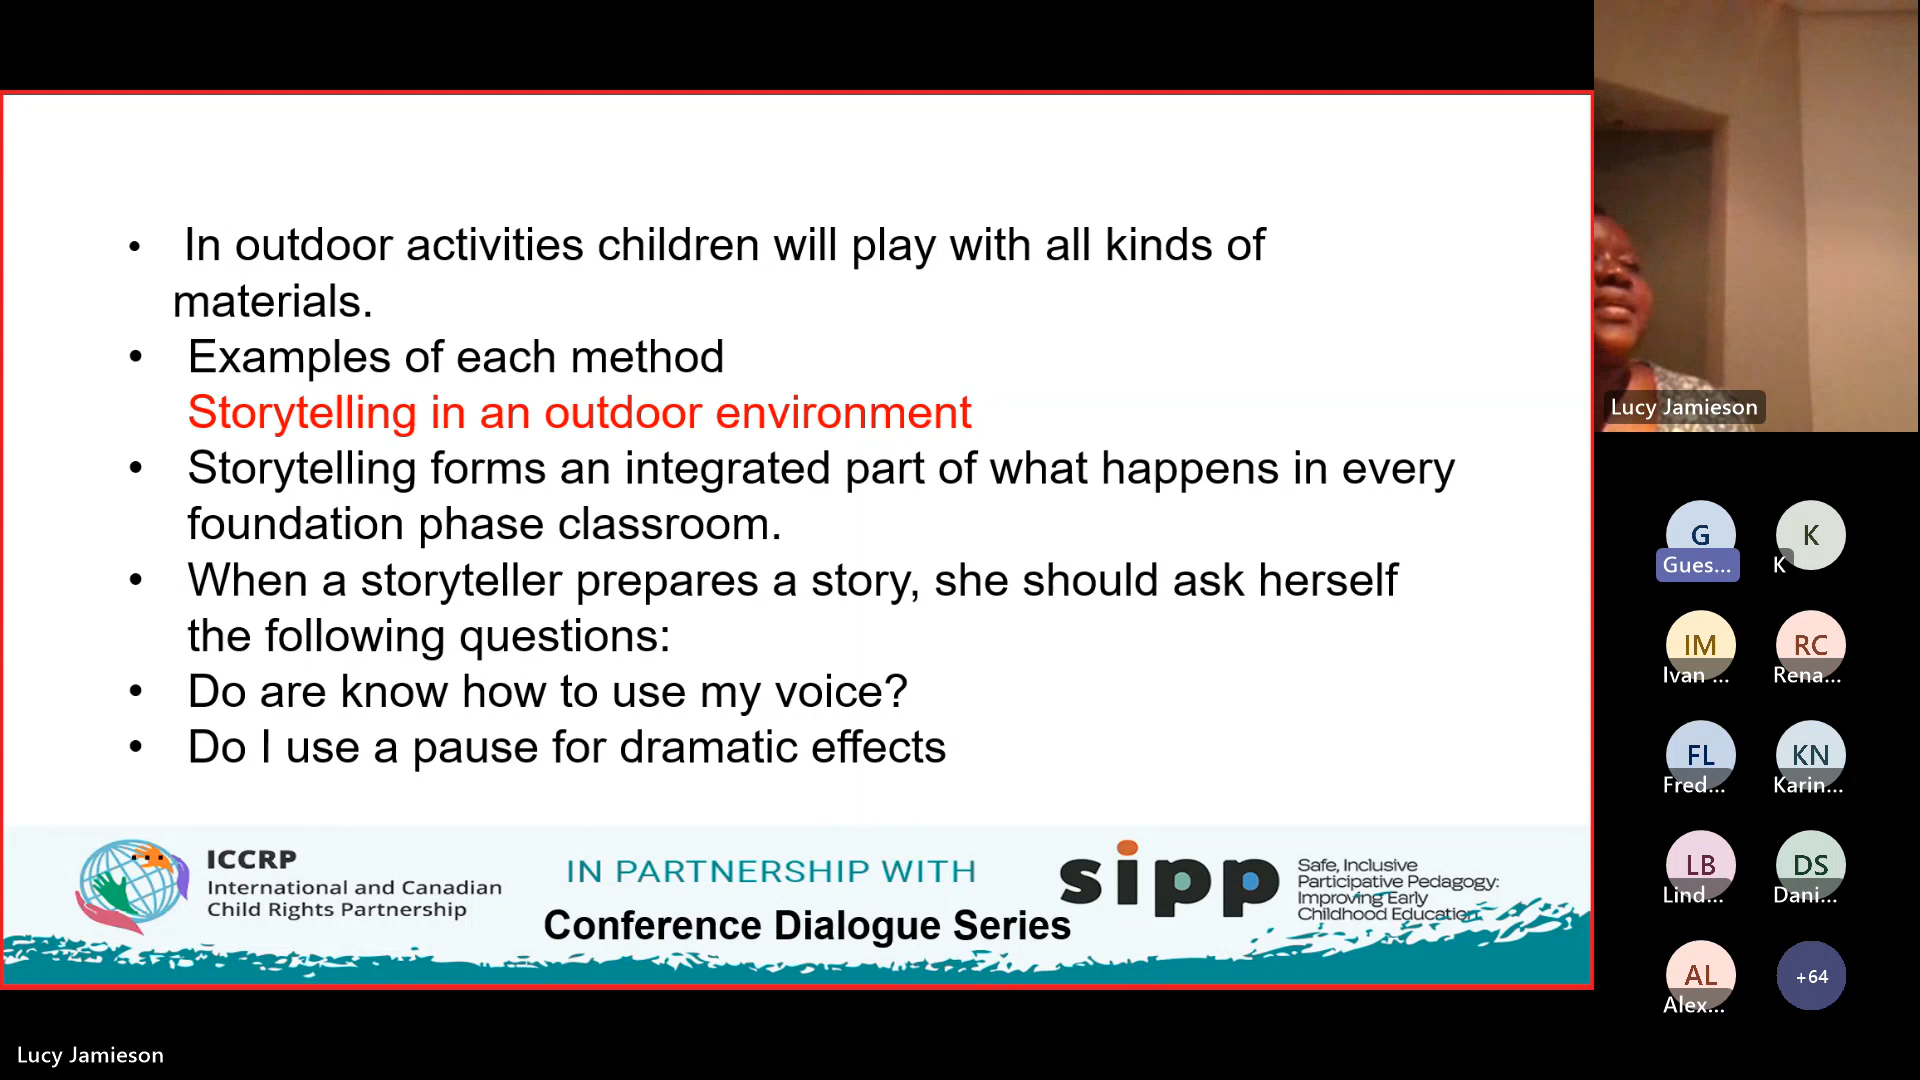 • In outdoor activities children will play with all kinds of
materials.
• Examples of each method
Storytelling in an outdoor environment
• Storytelling forms an integrated part of what happens in every
foundation phase classroom.
• When a storyteller prepares a story, she should ask herself
the following questions:
• Do are know how to use my voice?
• Do I use a pause for dramatic effects
ICCRP
International and Canadian
Child Rights Partnership
IN PARTNERSHIP WITH
Conference Dialogue Series
sipp
Safe, Inclusive
Participative Pedagogy:
Improving Early
Childhood Education
Lucy Jamieson
G
Gues...
K
K
IM
Ivan ...
RC
Rena...
FL
Fred...
KN
Karin...
LB
Lind...
DS
Dani...
AL
Alex...
+64
Lucy Jamieson